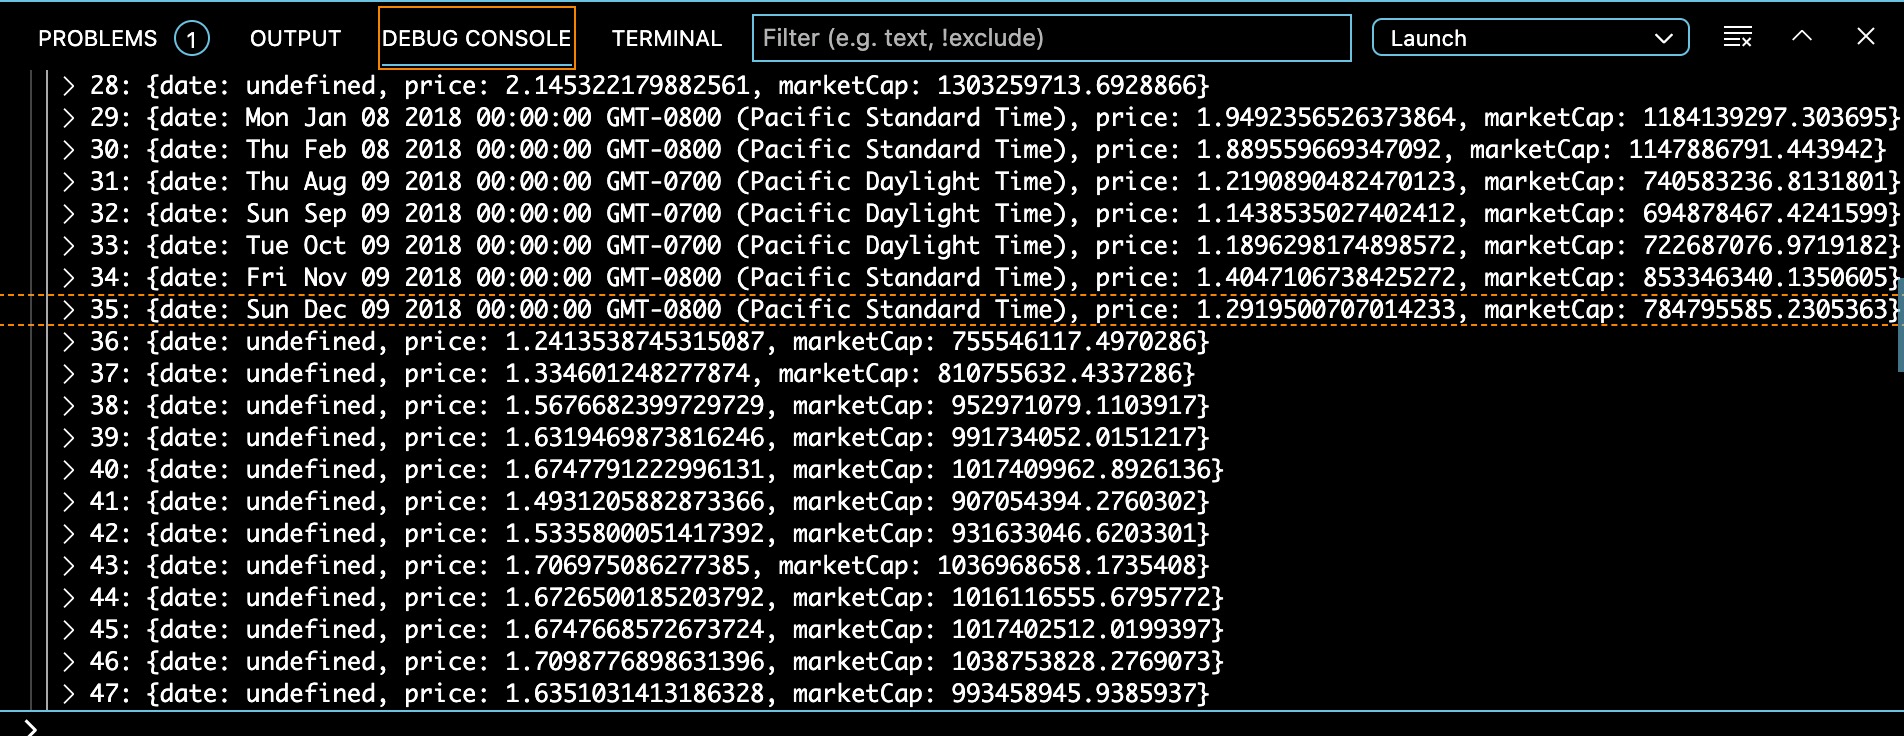 PROBLEMS 1 OUTPUT DEBUG CONSOLE TERMINAL Filter (e.g. text, !exclude) Launch
> 28: {date: undefined, price: 2.145322179882561, marketCap: 1303259713.6928866}
> 29: {date: Mon Jan 08 2018 00:00:00 GMT-0800 (Pacific Standard Time), price: 1.9492356526373864, marketCap: 1184139297.303695}
> 30: {date: Thu Feb 08 2018 00:00:00 GMT-0800 (Pacific Standard Time), price: 1.889559669347092, marketCap: 1147886791.443942}
> 31: {date: Thu Aug 09 2018 00:00:00 GMT-0700 (Pacific Daylight Time), price: 1.2190890482470123, marketCap: 740583236.8131801}
> 32: {date: Sun Sep 09 2018 00:00:00 GMT-0700 (Pacific Daylight Time), price: 1.1438535027402412, marketCap: 694878467.4241599}
> 33: {date: Tue Oct 09 2018 00:00:00 GMT-0700 (Pacific Daylight Time), price: 1.1896298174898572, marketCap: 722687076.9719182}
> 34: {date: Fri Nov 09 2018 00:00:00 GMT-0800 (Pacific Standard Time), price: 1.4047106738425272, marketCap: 853346340.1350605}
> 35: {date: Sun Dec 09 2018 00:00:00 GMT-0800 (Pacific Standard Time), price: 1.2919500707014233, marketCap: 784795585.2305363}
> 36: {date: undefined, price: 1.2413538745315087, marketCap: 755546117.4970286}
> 37: {date: undefined, price: 1.334601248277874, marketCap: 810755632.4337286}
> 38: {date: undefined, price: 1.5676682399729729, marketCap: 952971079.1103917}
> 39: {date: undefined, price: 1.6319469873816246, marketCap: 991734052.0151217}
> 40: {date: undefined, price: 1.6747791222996131, marketCap: 1017409962.8926136}
> 41: {date: undefined, price: 1.4931205882873366, marketCap: 907054394.2760302}
> 42: {date: undefined, price: 1.5335800051417392, marketCap: 931633046.6203301}
> 43: {date: undefined, price: 1.706975086277385, marketCap: 1036968658.1735408}
> 44: {date: undefined, price: 1.6726500185203792, marketCap: 1016116555.6795772}
> 45: {date: undefined, price: 1.6747668572673724, marketCap: 1017402512.0199397}
> 46: {date: undefined, price: 1.7098776898631396, marketCap: 1038753828.2769073}
> 47: {date: undefined, price: 1.6351031413186328, marketCap: 993458945.9385937}
>